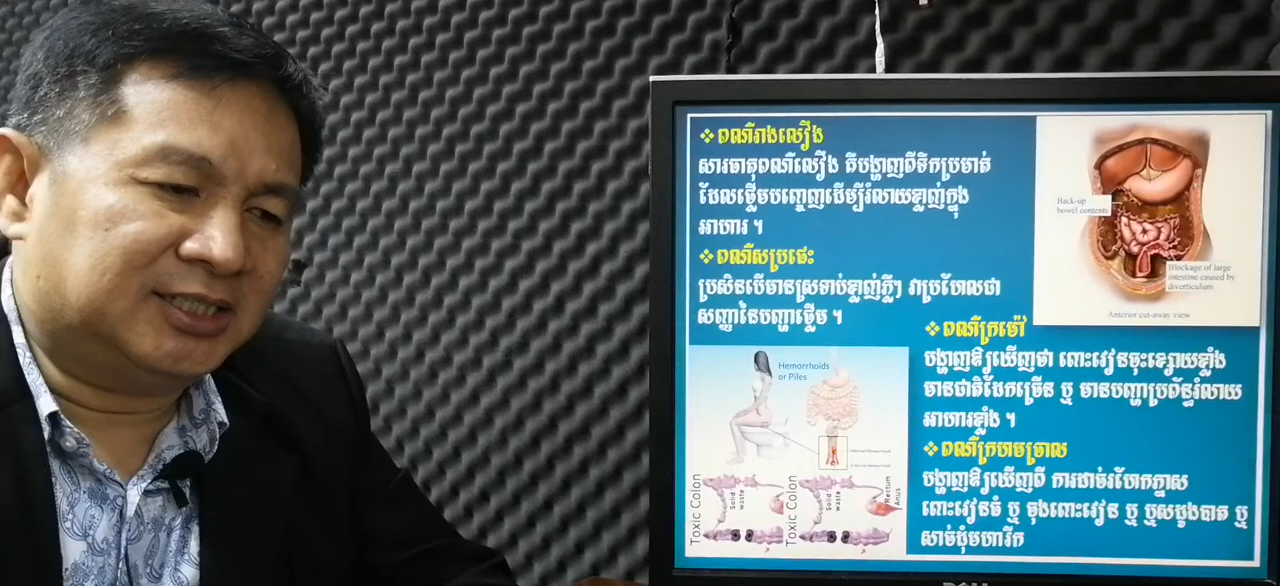 ❖ពណ៌រាងលឿង
សារធាតុពណ៌លឿង គឺបង្ហាញពីទឹកប្រមាត់
ដែលថ្លើមបញ្ចេញដើម្បីរំលាយខ្លាញ់ក្នុង
អាហារ ។
❖ពណ៌សប្រផេះ
ប្រសិនបើមានស្រទាប់ខ្លាញ់ភ្លឺៗ វាប្រហែលជា
សញ្ញានៃបញ្ហាថ្លើម ។
Back-up
bowel contents
Blockage of large
intestine caused by
diverticulum
Anterior cut-away view
❖ពណ៌ក្រម៉ៅ
បង្ហាញឱ្យឃើញថា ពោះវៀនចុះខ្សោយខ្លាំង
មានជាតិដែកច្រើន ឬ មានបញ្ហាប្រព័ន្ធរំលាយ
អាហារខ្លាំង ។
❖ពណ៌ក្រហមច្រាល
បង្ហាញឱ្យឃើញពី ការដាច់រហែកភ្នាស
ពោះវៀនធំ ឬ ចុងពោះវៀន ឬ ឬសដូងបាត ឬ
សាច់ដុំមហារីក
Hemorrhoids
or Piles
Toxic Colon
Solid
waste
Toxic Colon
Solid
waste
Rectum
Anus